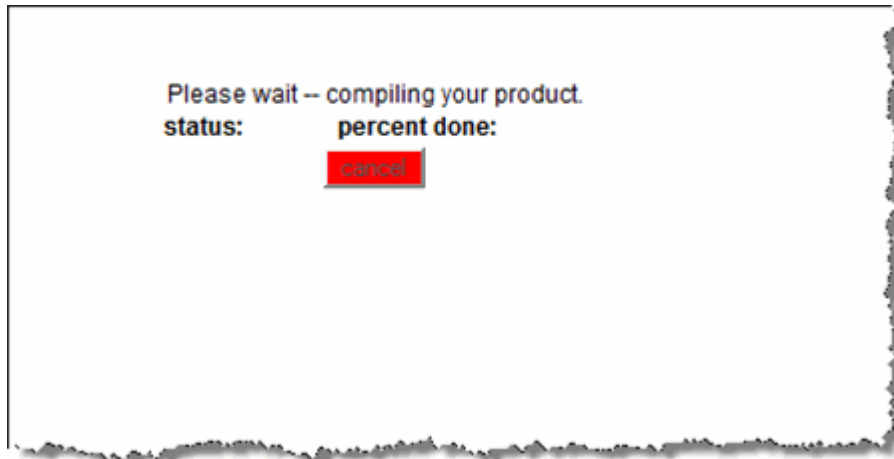 Please wait -- compiling your product.
status: percent done:
cancel